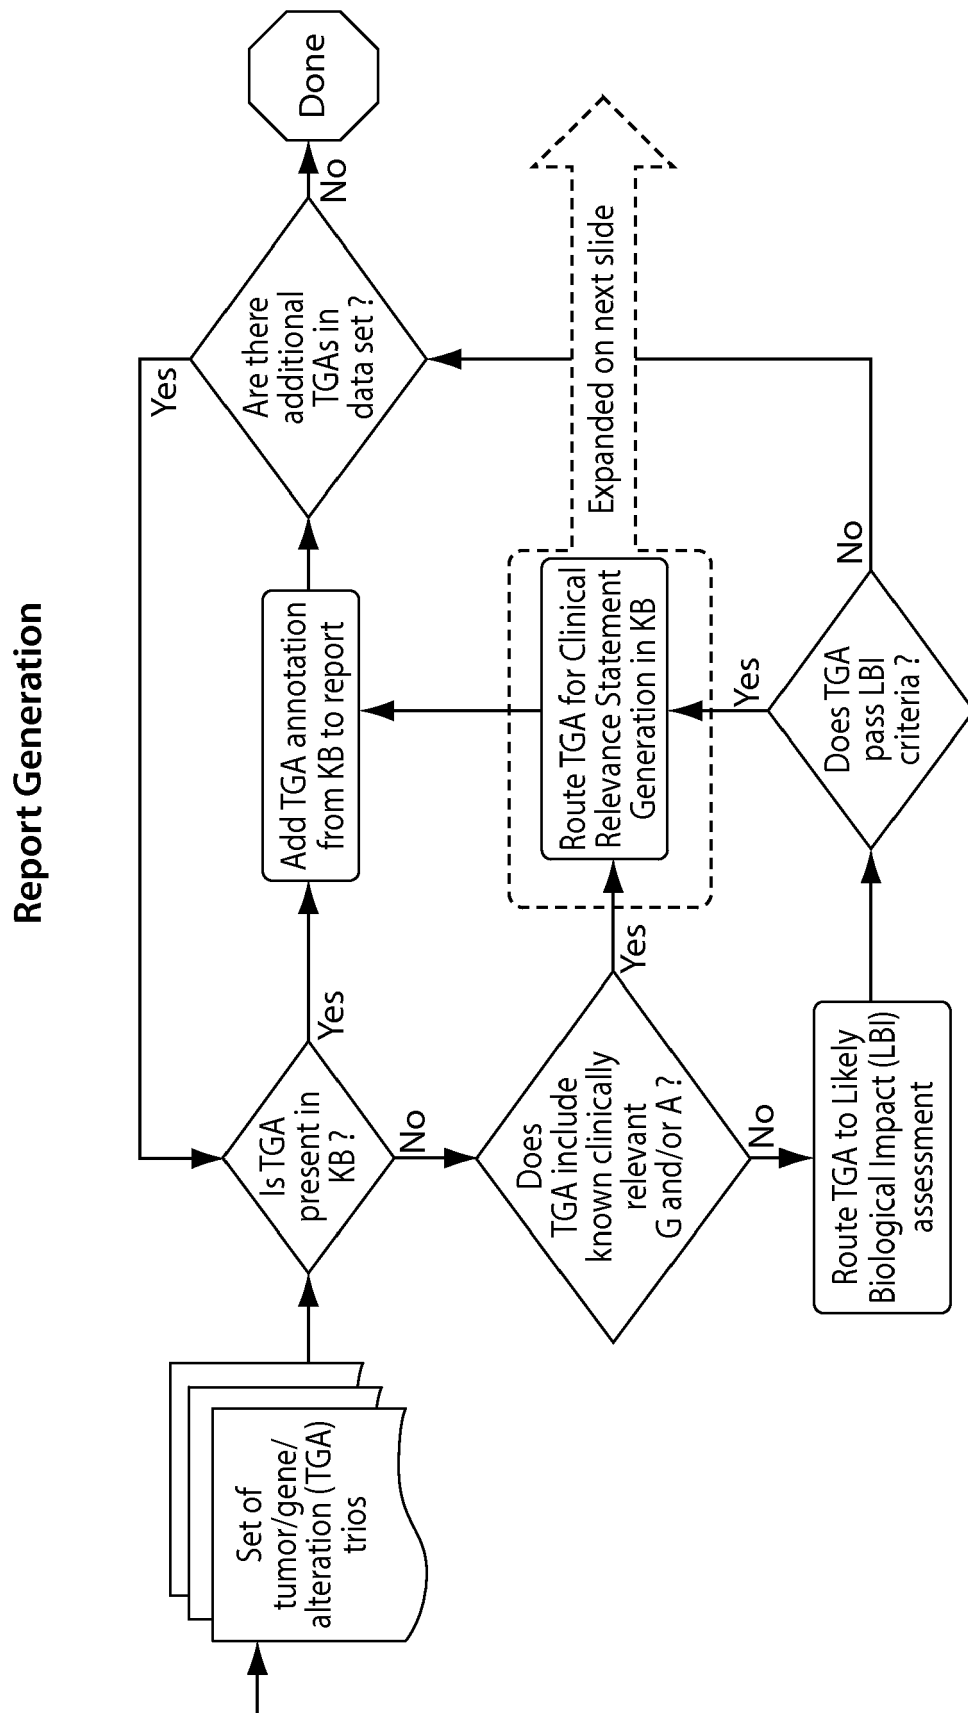 Report Generation
Set of
tumor/gene/
alteration (TGA)
trios
Is TGA
present in
KB ?
Yes
No
Add TGA annotation
from KB to report
Are there
additional
TGAs in
data set ?
Yes
No
Done
Does
TGA include
known clinically
relevant
G and/or A ?
Yes
No
Route TGA for Clinical
Relevance Statement
Generation in KB
Expanded on next slide
Route TGA to Likely
Biological Impact (LBI)
assessment
Does TGA
pass LBI
criteria ?
Yes
No